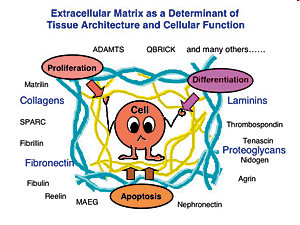 Extracellular Matrix as a Determinant of
Tissue Architecture and Cellular Function
ADAMTS QBRICK and many others......
Proliferation
Differentiation
Matrilin
Collagens
Cell
Laminins
SPARC
Thrombospondin
Fibrillin
Tenascin
Proteoglycans
Fibronectin
Nidogen
Fibulin
Agrin
Reelin
Apoptosis
MAEG
Nephronectin